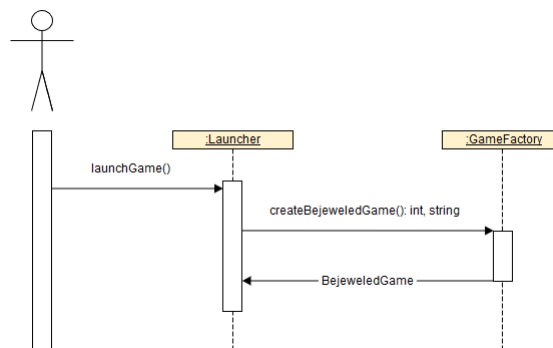 :Launcher
:GameFactory
launchGame()
createBejeweledGame(): int, string
BejeweledGame